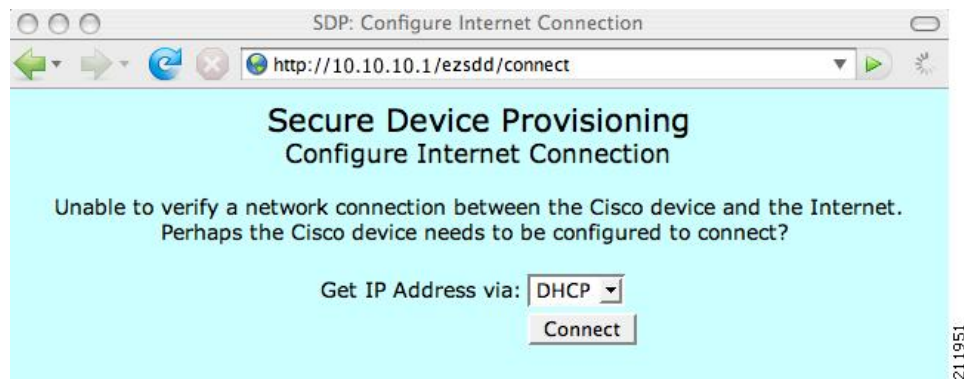 SDP: Configure Internet Connection
http://10.10.10.1/ezsdd/connect
Secure Device Provisioning
Configure Internet Connection
Unable to verify a network connection between the Cisco device and the Internet.
Perhaps the Cisco device needs to be configured to connect?
Get IP Address via: DHCP
Connect
211951